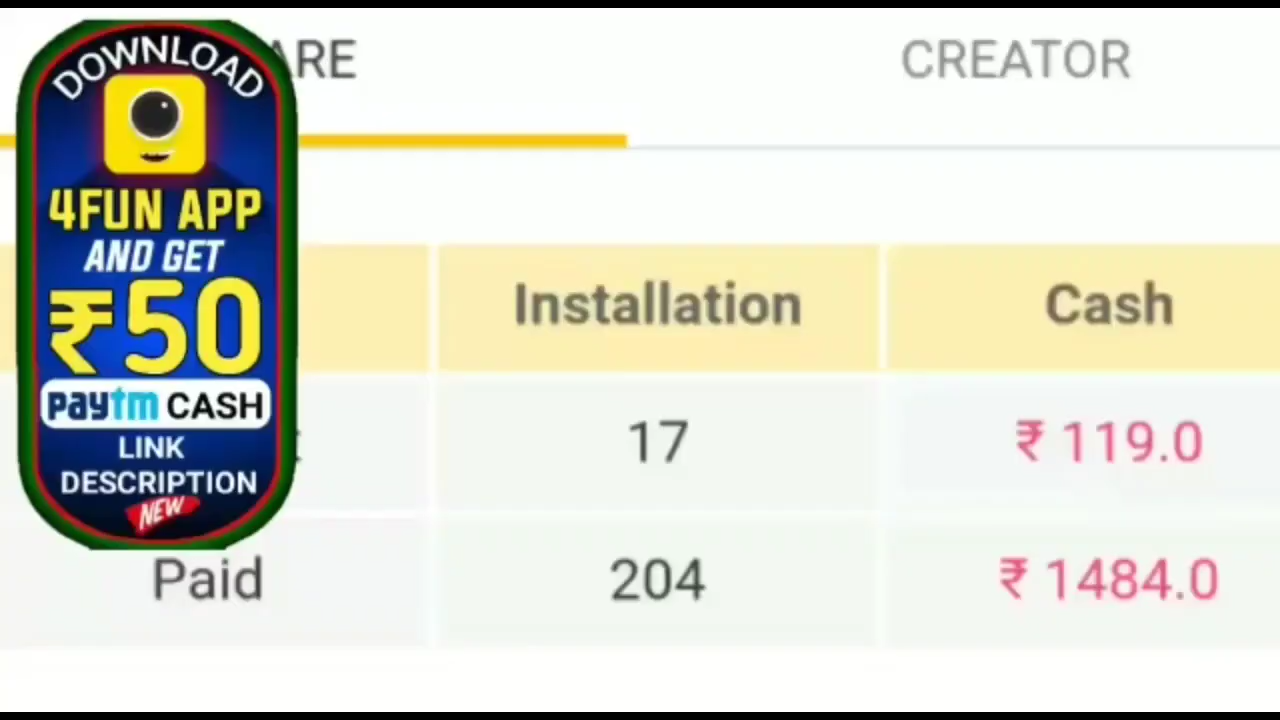 DOWNLOAD
4FUN APP
AND GET
₹50
paytm CASH
LINK
DESCRIPTION
NEW
CREATOR
Installation Cash
17 ₹ 119.0
Paid 204 ₹ 1484.0